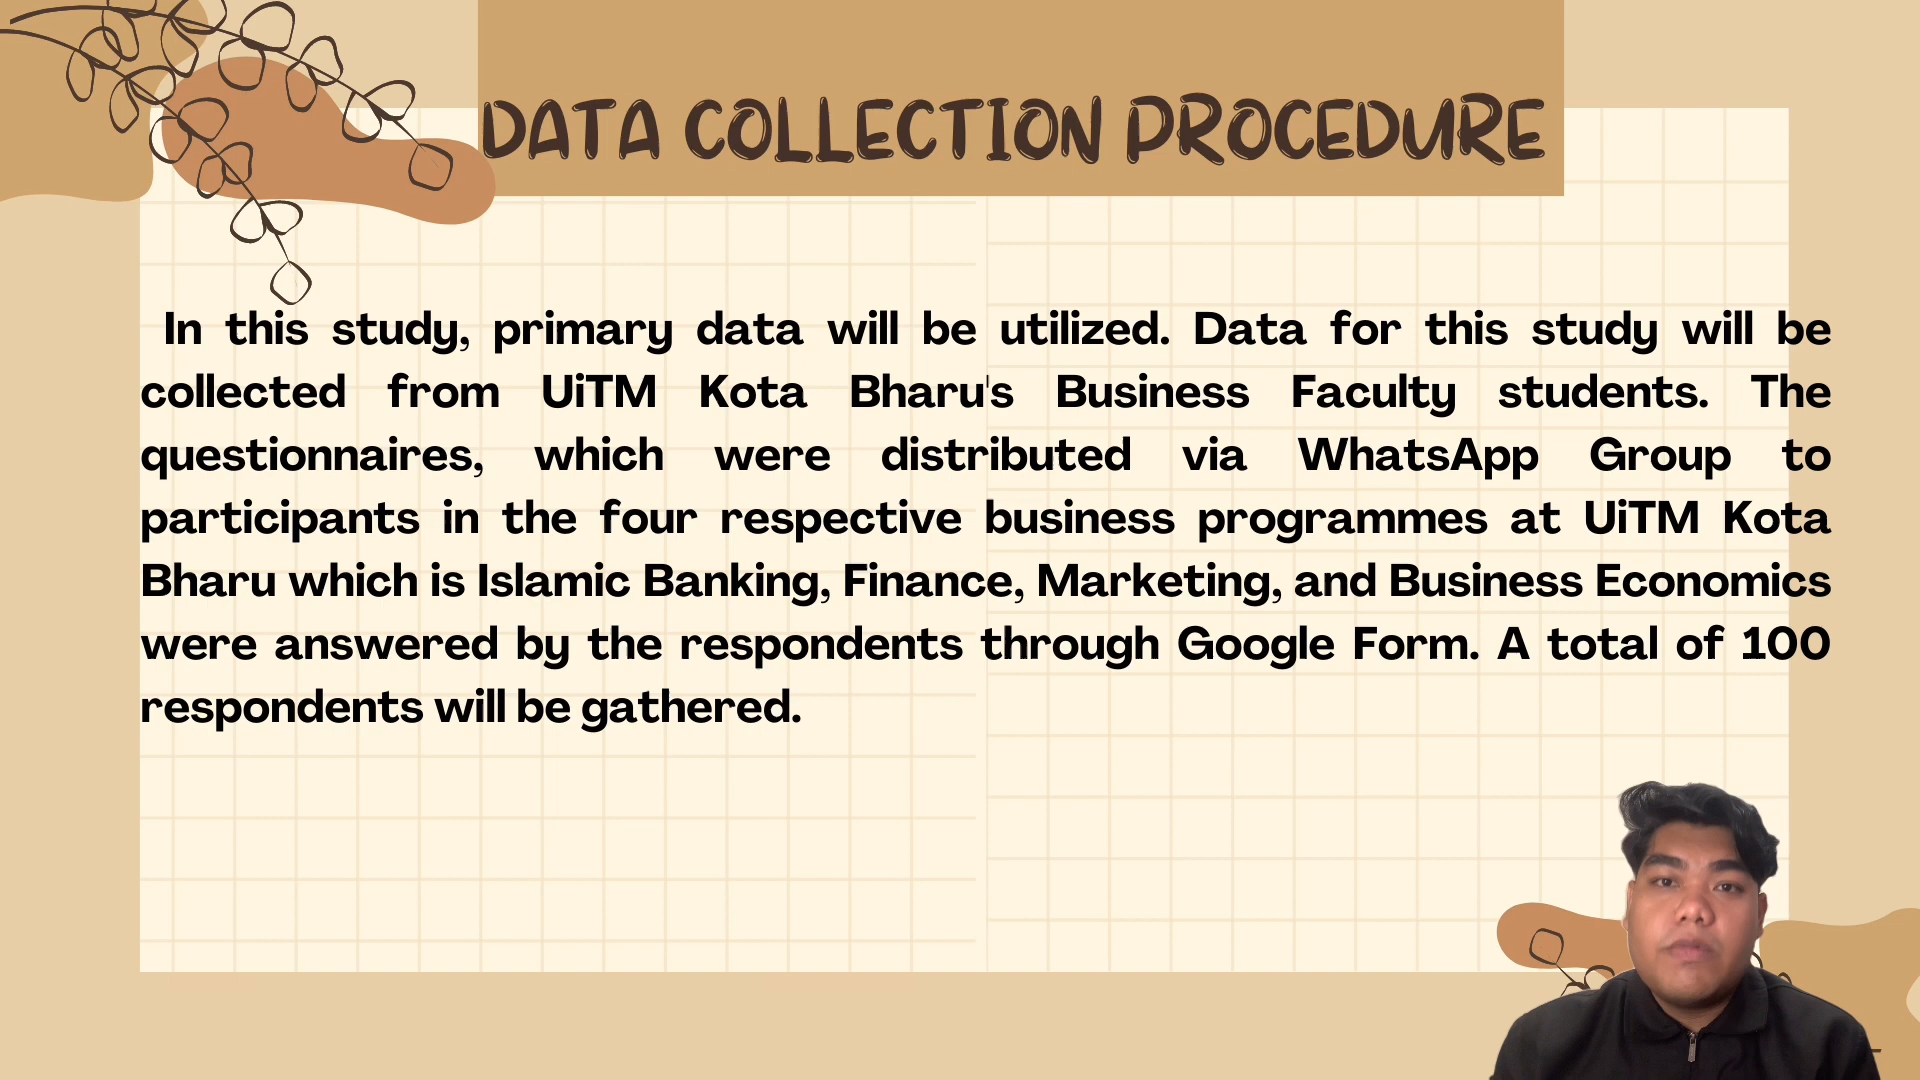 DATA COLLECTION PROCEDURE
In this study, primary data will be utilized. Data for this study will be
collected from UiTM Kota Bharu's Business Faculty students. The
questionnaires, which were distributed via WhatsApp Group to
participants in the four respective business programmes at UiTM Kota
Bharu which is Islamic Banking, Finance, Marketing, and Business Economics
were answered by the respondents through Google Form. A total of 100
respondents will be gathered.